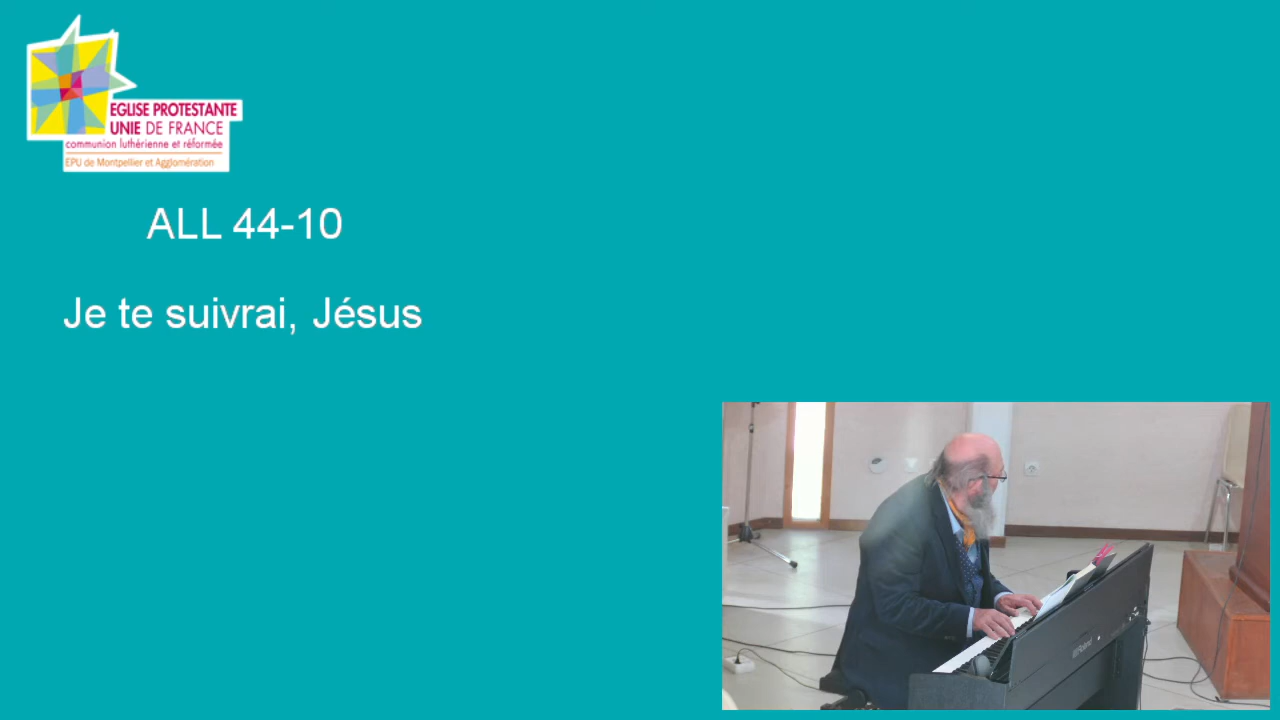 EGLISE PROTESTANTE
UNIE DE FRANCE
communion luthérienne et réformée
EPU de Montpellier et Agglomération
ALL 44-10
Je te suivrai, Jésus
Roland